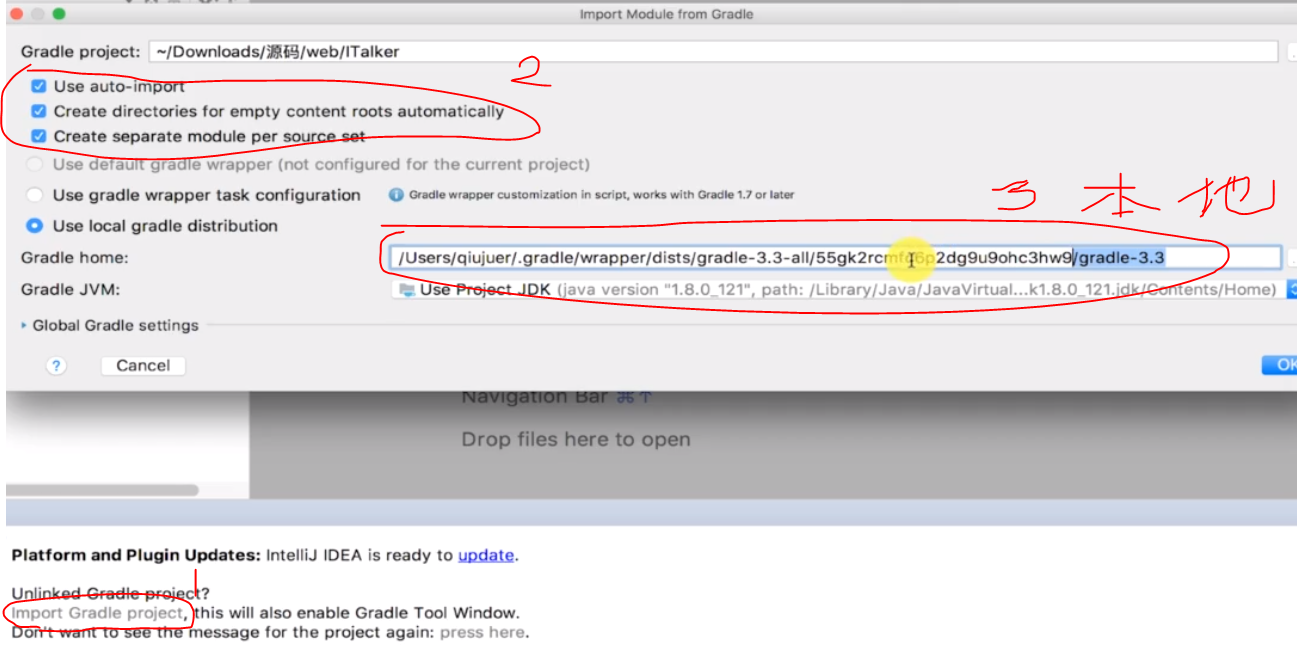 Import Module from Gradle
Gradle project: ~/Downloads/源码/web/ITalker
2
Use auto-import
Create directories for empty content roots automatically
Create separate module per source set
Use default gradle wrapper (not configured for the current project)
Use gradle wrapper task configuration Gradle wrapper customization in script, works with Gradle 1.7 or later
3 本地
Use local gradle distribution
Gradle home: /Users/qiujuer/.gradle/wrapper/dists/gradle-3.3-all/55gk2rcmfc6p2dg9u9ohc3hw9/gradle-3.3
Gradle JVM: Use Project JDK (java version "1.8.0_121", path: /Library/Java/JavaVirtual...k1.8.0_121.jdk/Contents/Home)
Global Gradle settings
? Cancel OK
Navigation Bar ⌘↑
Drop files here to open
Platform and Plugin Updates: IntelliJ IDEA is ready to update.
1
Unlinked Gradle project?
Import Gradle project, this will also enable Gradle Tool Window.
Don't want to see the message for the project again: press here.